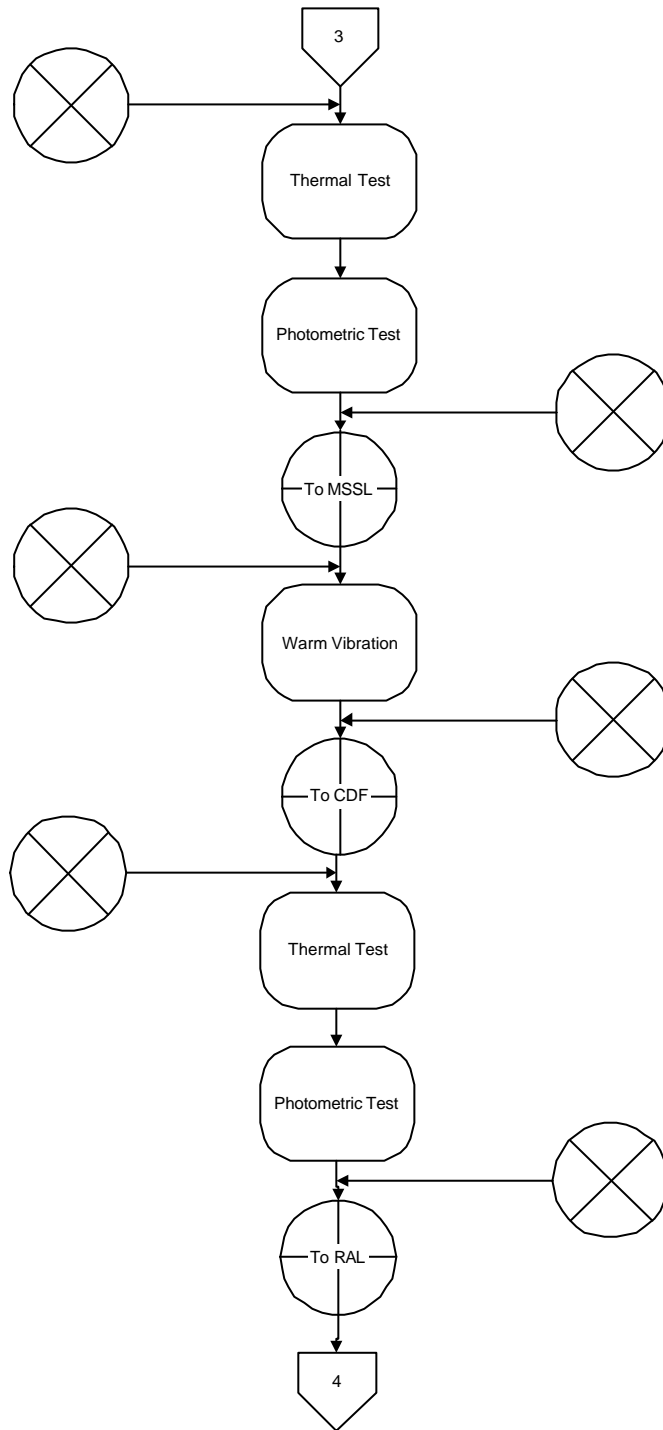 3
Thermal Test
Photometric Test
To MSSL
Warm Vibration
To CDF
Thermal Test
Photometric Test
To RAL
4